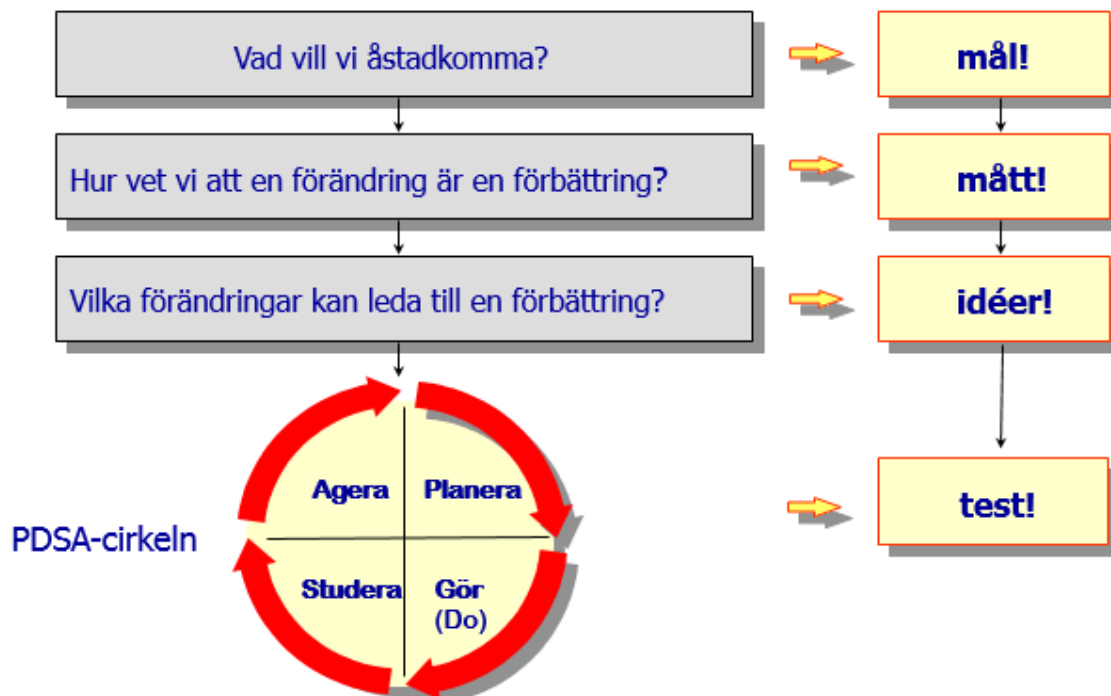 Vad vill vi åstadkomma?
mål!
Hur vet vi att en förändring är en förbättring?
mått!
Vilka förändringar kan leda till en förbättring?
idéer!
Agera
Planera
test!
PDSA-cirkeln
Studera
Gör
(Do)